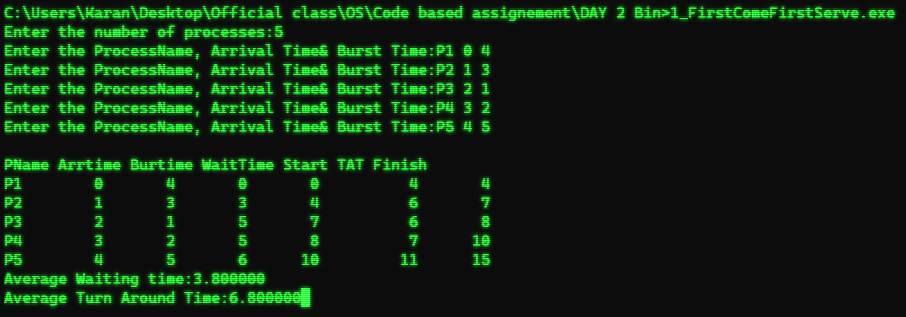 C:\Users\Karan\Desktop\Official class\OS\Code based assignement\DAY 2 Bin>1_FirstComeFirstServe.exe
Enter the number of processes:5
Enter the ProcessName, Arrival Time& Burst Time:P1 0 4
Enter the ProcessName, Arrival Time& Burst Time:P2 1 3
Enter the ProcessName, Arrival Time& Burst Time:P3 2 1
Enter the ProcessName, Arrival Time& Burst Time:P4 3 2
Enter the ProcessName, Arrival Time& Burst Time:P5 4 5
PName Arrtime Burtime WaitTime Start TAT Finish
P1 0 4 0 0 4 4
P2 1 3 3 4 6 7
P3 2 1 5 7 6 8
P4 3 2 5 8 7 10
P5 4 5 6 10 11 15
Average Waiting time:3.800000
Average Turn Around Time:6.800000